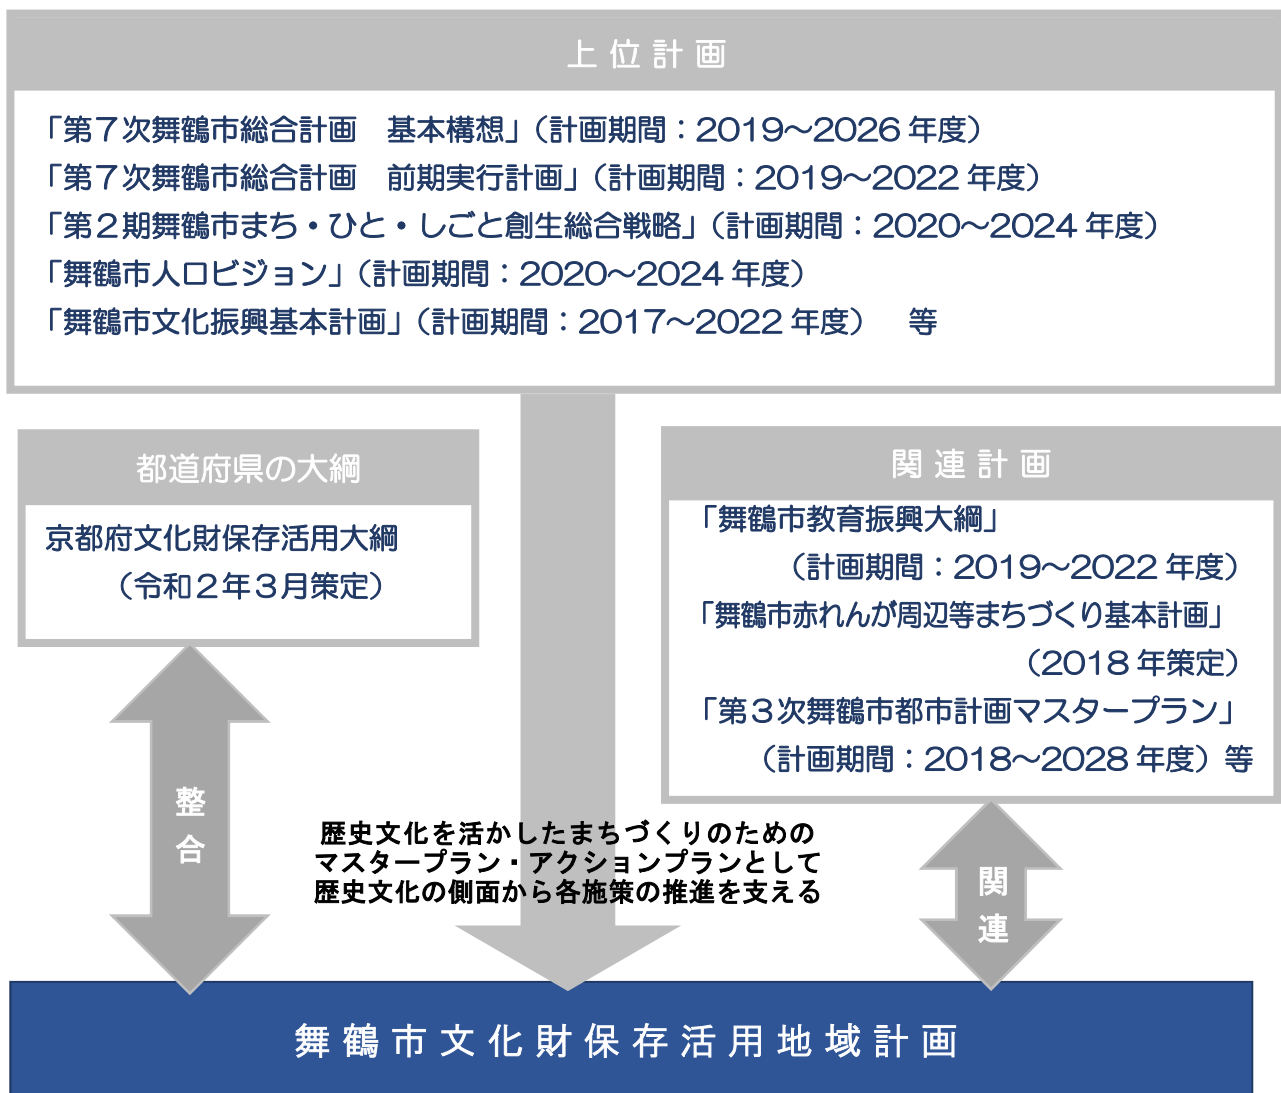 上位計画
「第７次舞鶴市総合計画　基本構想」（計画期間：2019～2026 年度）
「第７次舞鶴市総合計画　前期実行計画」（計画期間：2019～2022 年度）
「第２期舞鶴市まち・ひと・しごと創生総合戦略」（計画期間：2020～2024 年度）
「舞鶴市人口ビジョン」（計画期間：2020～2024 年度）
「舞鶴市文化振興基本計画」（計画期間：2017～2022 年度）　等
都道府県の大綱
京都府文化財保存活用大綱
（令和２年３月策定）
関連計画
「舞鶴市教育振興大綱」
（計画期間：2019～2022 年度）
「舞鶴市赤れんが周辺等まちづくり基本計画」
（2018 年策定）
「第３次舞鶴市都市計画マスタープラン」
（計画期間：2018～2028 年度）等
整合
歴史文化を活かしたまちづくりのための
マスタープラン・アクションプランとして
歴史文化の側面から各施策の推進を支える
関連
舞鶴市文化財保存活用地域計画